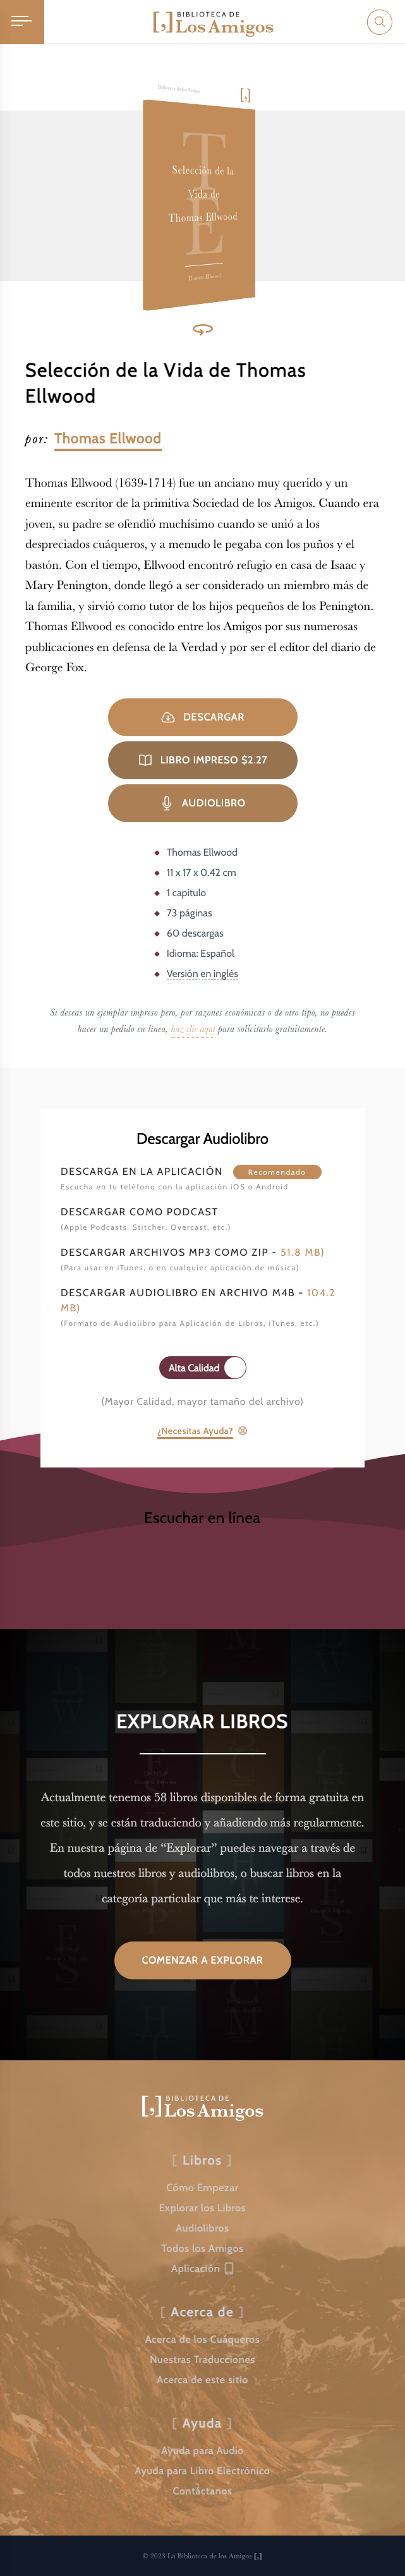 BIBLIOTECA DE
[,] Los Amigos
Biblioteca de los Amigos
[,]
TE
Selección de la
Vida de
Thomas Ellwood
Thomas Ellwood
Selección de la Vida de Thomas
Ellwood
por: Thomas Ellwood
Thomas Ellwood (1639-1714) fue un anciano muy querido y un
eminente escritor de la primitiva Sociedad de los Amigos. Cuando era
joven, su padre se ofendió muchísimo cuando se unió a los
despreciados cuáqueros, y a menudo le pegaba con los puños y el
bastón. Con el tiempo, Ellwood encontró refugio en casa de Isaac y
Mary Penington, donde llegó a ser considerado un miembro más de
la familia, y sirvió como tutor de los hijos pequeños de los Penington.
Thomas Ellwood es conocido entre los Amigos por sus numerosas
publicaciones en defensa de la Verdad y por ser el editor del diario de
George Fox.
DESCARGAR
LIBRO IMPRESO $2.27
AUDIOLIBRO
Thomas Ellwood
11 x 17 x 0.42 cm
1 capitulo
73 páginas
60 descargas
Idioma: Español
Versión en inglés
Si deseas un ejemplar impreso pero, por razones económicas o de otro tipo, no puedes
hacer un pedido en línea, haz clic aquí para solicitarlo gratuitamente.
Descargar Audiolibro
DESCARGA EN LA APLICACIÓN Recomendado
Escucha en tu teléfono con la aplicación iOS o Android
DESCARGAR COMO PODCAST
(Apple Podcasts, Stitcher, Overcast, etc.)
DESCARGAR ARCHIVOS MP3 COMO ZIP - 51.8 MB)
(Para usar en iTunes, o en cualquier aplicación de música)
DESCARGAR AUDIOLIBRO EN ARCHIVO M4B - 104.2
MB)
(Formato de Audiolibro para Aplicación de Libros, iTunes, etc.)
Alta Calidad
(Mayor Calidad, mayor tamaño del archivo)
¿Necesitas Ayuda?
Escuchar en línea
EXPLORAR LIBROS
Actualmente tenemos 58 libros disponibles de forma gratuita en
este sitio, y se están traduciendo y añadiendo más regularmente.
En nuestra página de “Explorar” puedes navegar a través de
todos nuestros libros y audiolibros, o buscar libros en la
categoría particular que más te interese.
COMENZAR A EXPLORAR
BIBLIOTECA DE
[,] Los Amigos
[ Libros ]
Cómo Empezar
Explorar los Libros
Audiolibros
Todos los Amigos
Aplicación
[ Acerca de ]
Acerca de los Cuáqueros
Nuestras Traducciones
Acerca de este sitio
[ Ayuda ]
Ayuda para Audio
Ayuda para Libro Electrónico
Contáctanos
© 2023 La Biblioteca de los Amigos [,]